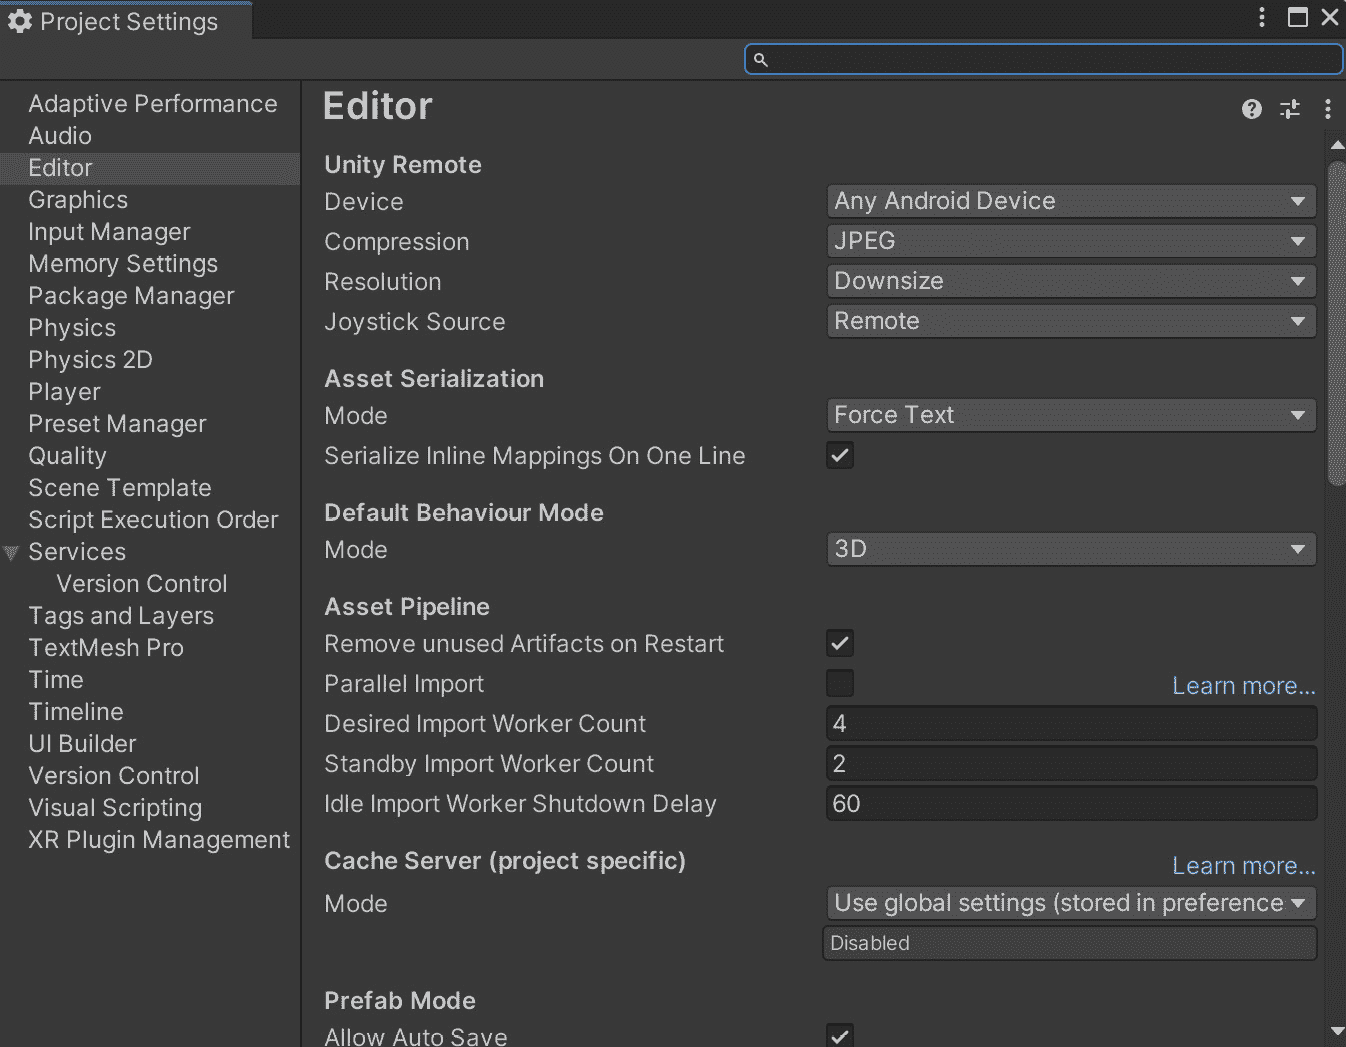 Project Settings
Adaptive Performance
Audio
Editor
Graphics
Input Manager
Memory Settings
Package Manager
Physics
Physics 2D
Player
Preset Manager
Quality
Scene Template
Script Execution Order
Services
Version Control
Tags and Layers
TextMesh Pro
Time
Timeline
UI Builder
Version Control
Visual Scripting
XR Plugin Management
Editor
Unity Remote
Device Any Android Device
Compression JPEG
Resolution Downsize
Joystick Source Remote
Asset Serialization
Mode Force Text
Serialize Inline Mappings On One Line
Default Behaviour Mode
Mode 3D
Asset Pipeline
Remove unused Artifacts on Restart
Parallel Import Learn more...
Desired Import Worker Count 4
Standby Import Worker Count 2
Idle Import Worker Shutdown Delay 60
Cache Server (project specific) Learn more...
Mode Use global settings (stored in preference
Disabled
Prefab Mode
Allow Auto Save